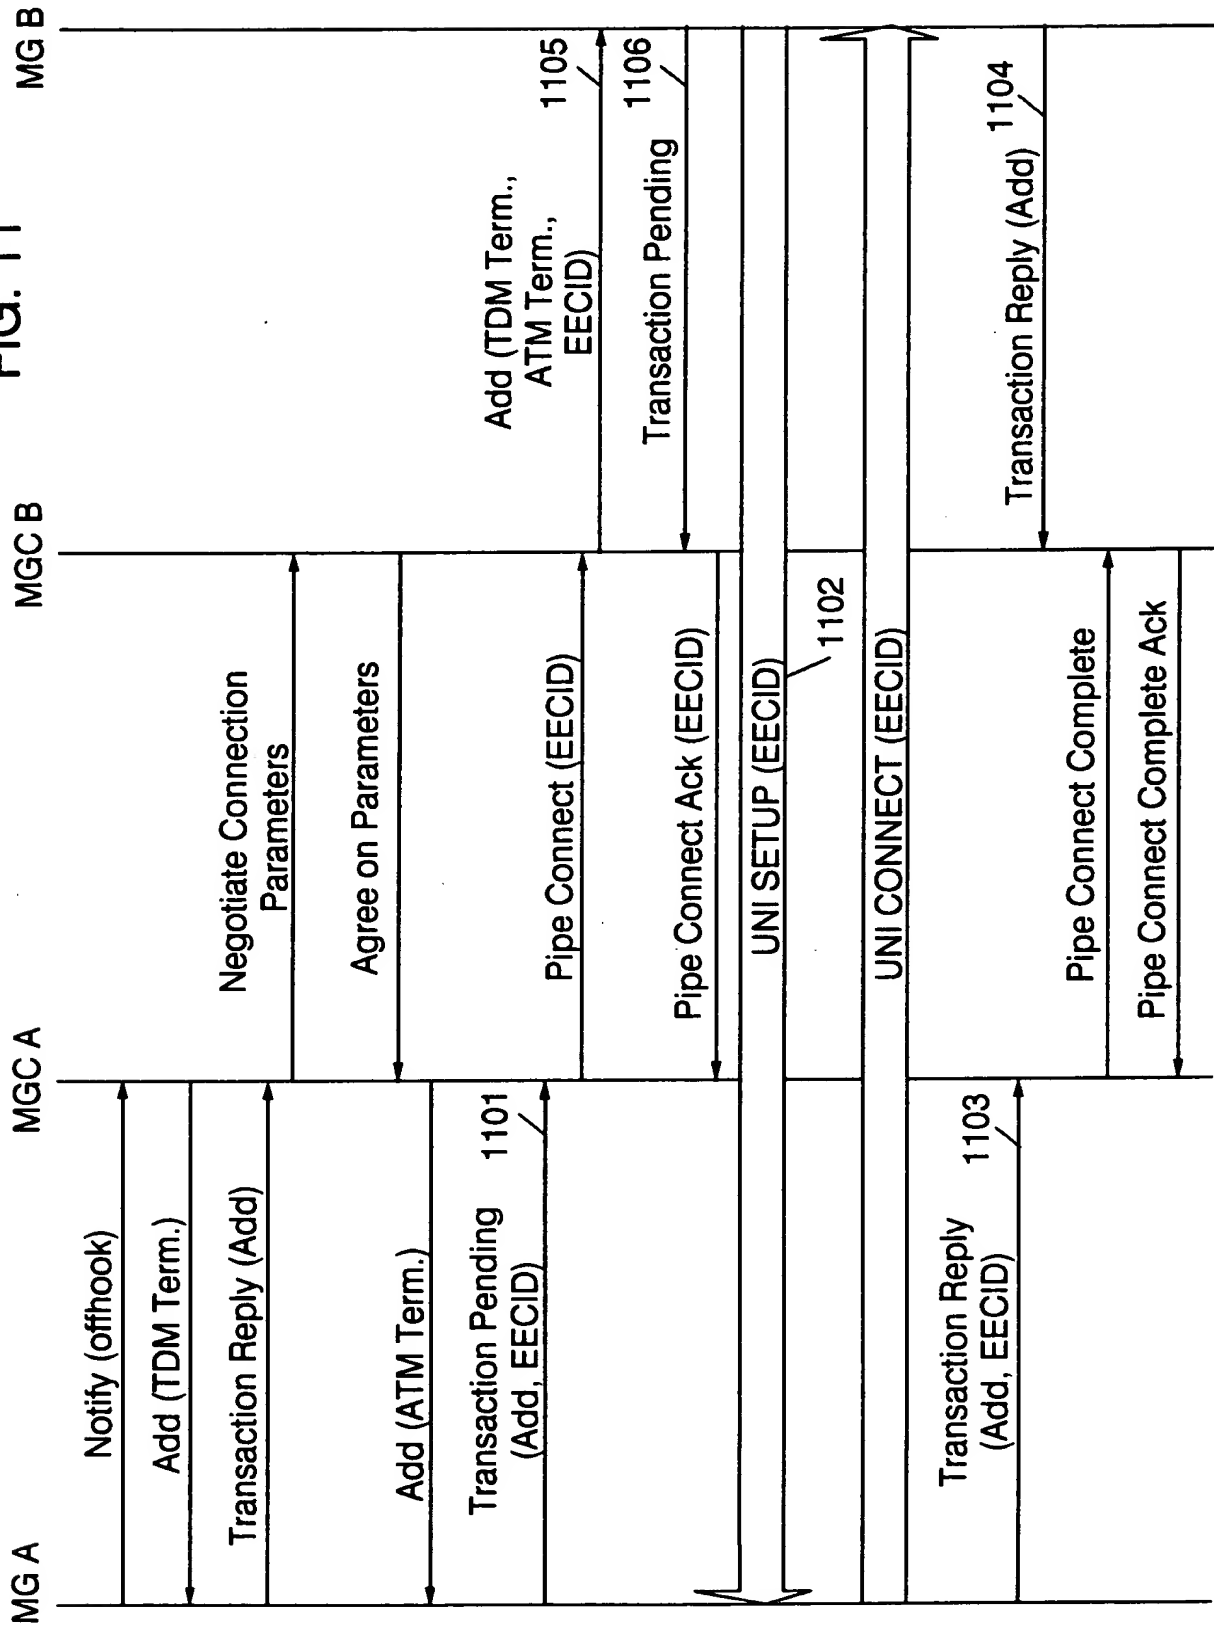 FIG. 11
MG A
MGC A
MGC B
MG B
Notify (offhook)
Add (TDM Term.)
Transaction Reply (Add)
Negotiate Connection
Parameters
Agree on Parameters
Add (ATM Term.)
Transaction Pending
(Add, EECID)
1101
Pipe Connect (EECID)
Add (TDM Term.,
ATM Term.,
EECID)
1105
Transaction Pending
1106
Pipe Connect Ack (EECID)
UNI SETUP (EECID)
1102
UNI CONNECT (EECID)
Transaction Reply
(Add, EECID)
1103
Transaction Reply (Add)
1104
Pipe Connect Complete
Pipe Connect Complete Ack